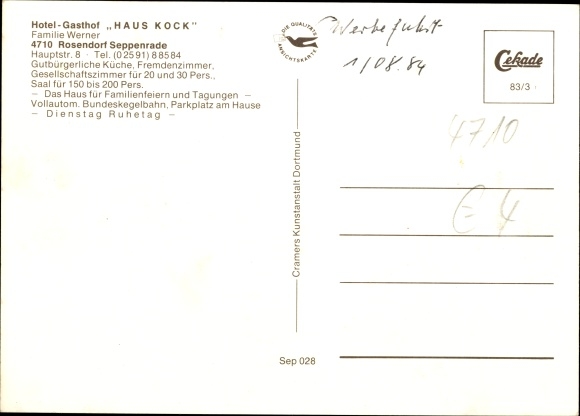 Hotel-Gasthof „HAUS KOCK"
Familie Werner
4710 Rosendorf Seppenrade
Hauptstr. 8 · Tel. (02591) 88584
Gutbürgerliche Küche, Fremdenzimmer,
Gesellschaftszimmer für 20 und 30 Pers.,
Saal für 150 bis 200 Pers.
– Das Haus für Familienfeiern und Tagungen –
Vollautom. Bundeskegelbahn, Parkplatz am Hause
– Dienstag Ruhetag –
DIE QUALITÄTS
ANSICHTSKARTE
Werbefahrt
1/08.84
Cekade
83/3
4710
€ 4
Cramers Kunstanstalt Dortmund
Sep 028